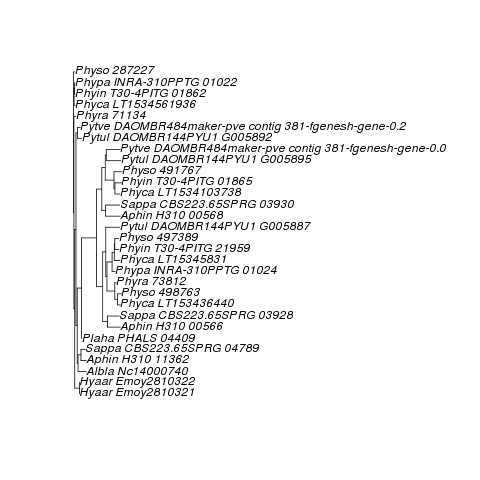 Physo 287227
Phypa INRA-310PPTG 01022
Phyin T30-4PITG 01862
Phyca LT1534561936
Phyra 71134
Pytve DAOMBR484maker-pve contig 381-fgenesh-gene-0.2
Pytul DAOMBR144PYU1 G005892
Pytve DAOMBR484maker-pve contig 381-fgenesh-gene-0.0
Pytul DAOMBR144PYU1 G005895
Physo 491767
Phyin T30-4PITG 01865
Phyca LT1534103738
Sappa CBS223.65SPRG 03930
Aphin H310 00568
Pytul DAOMBR144PYU1 G005887
Physo 497389
Phyin T30-4PITG 21959
Phyca LT15345831
Phypa INRA-310PPTG 01024
Phyra 73812
Physo 498763
Phyca LT153436440
Sappa CBS223.65SPRG 03928
Aphin H310 00566
Plaha PHALS 04409
Sappa CBS223.65SPRG 04789
Aphin H310 11362
Albla Nc14000740
Hyaar Emoy2810322
Hyaar Emoy2810321